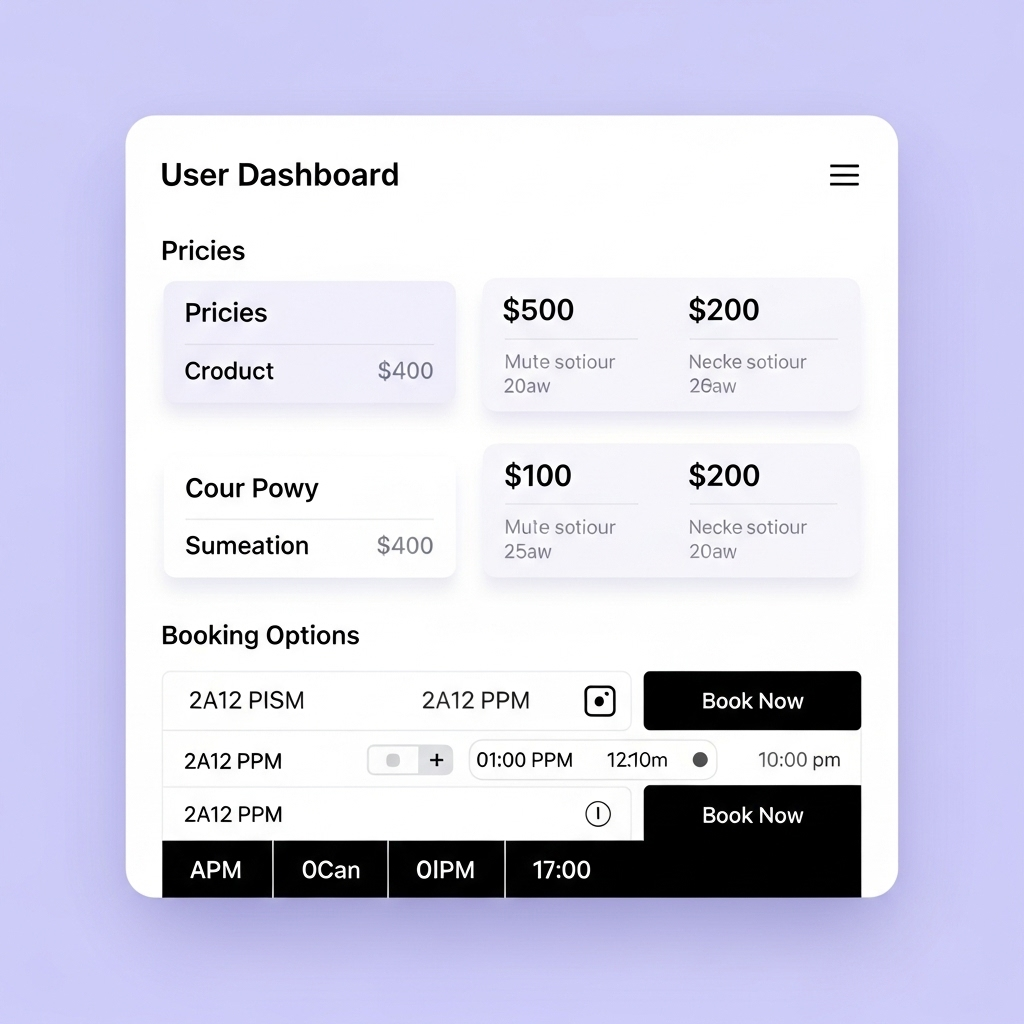 User Dashboard
Pricies
Pricies
Croduct $400
$500 $200
Mute sotiour Necke sotiour
20aw 26aw
Cour Powy
Sumeation $400
$100 $200
Mute sotiour Necke sotiour
25aw 20aw
Booking Options
2A12 PISM 2A12 PPM Book Now
2A12 PPM + 01:00 PPM 12:10m 10:00 pm
2A12 PPM Book Now
APM 0Can 0IPM 17:00